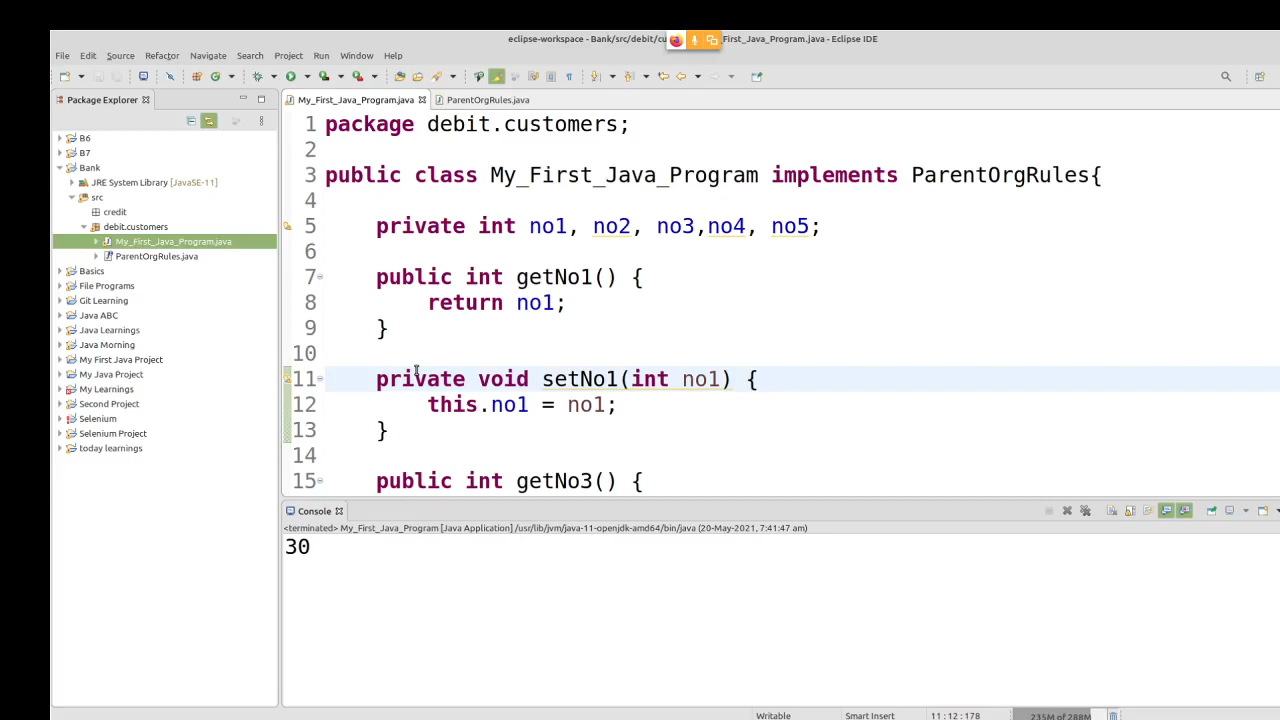 eclipse-workspace - Bank/src/debit/cu First_Java_Program.java - Eclipse IDE
File Edit Source Refactor Navigate Search Project Run Window Help
Package Explorer
B6
B7
Bank
JRE System Library [JavaSE-11]
src
credit
debit.customers
My_First_Java_Program.java
ParentOrgRules.java
Basics
File Programs
Git Learning
Java ABC
Java Learnings
Java Morning
My First Java Project
My Java Project
My Learnings
Second Project
Selenium
Selenium Project
today learnings
My_First_Java_Program.java ParentOrgRules.java
1 package debit.customers;
2
3 public class My_First_Java_Program implements ParentOrgRules{
4
5 private int no1, no2, no3,no4, no5;
6
7 public int getNo1() {
8 return no1;
9 }
10
11 private void setNo1(int no1) {
12 this.no1 = no1;
13 }
14
15 public int getNo3() {
Console
<terminated> My_First_Java_Program [Java Application] /usr/lib/jvm/java-11-openjdk-amd64/bin/java (20-May-2021, 7:41:47 am)
30
Writable Smart Insert 11 : 12 : 178 235M of 288M